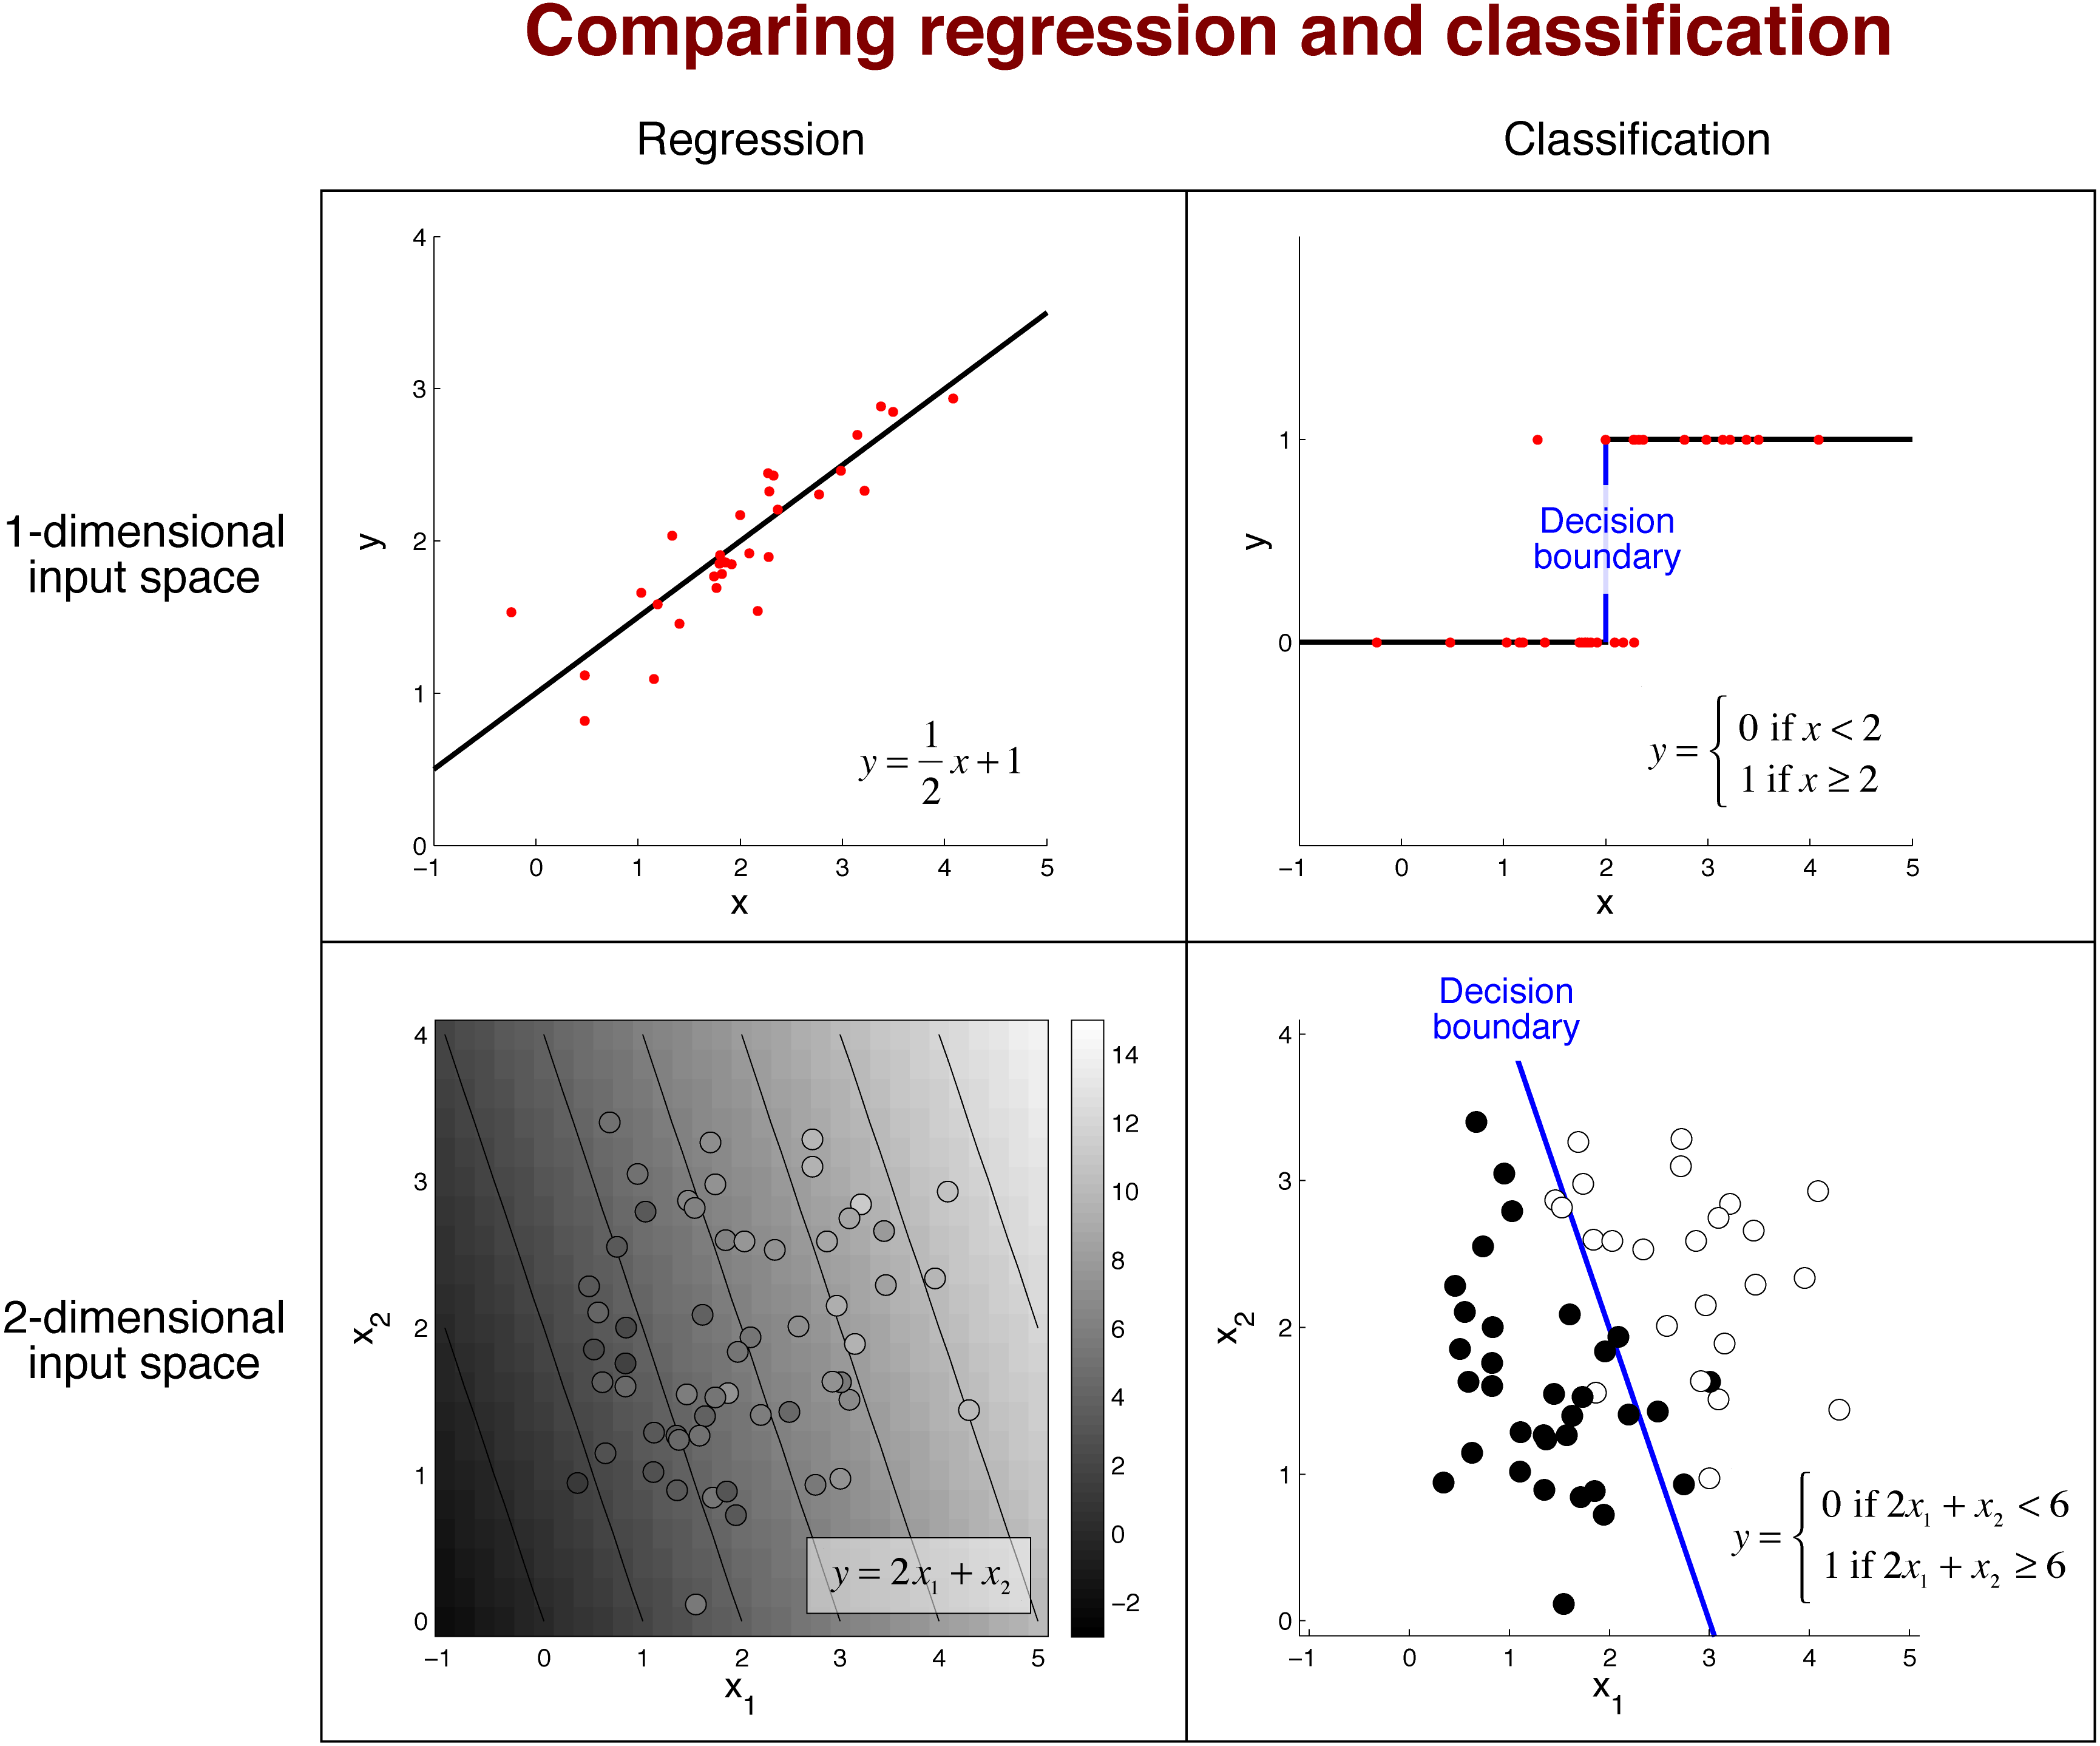 Comparing regression and classification
Regression
Classification
1-dimensional
input space
4
3
2
1
0
y
−1 0 1 2 3 4 5
x
y = 1/2 x + 1
1
0
y
Decision
boundary
y = { 0 if x < 2
1 if x ≥ 2
−1 0 1 2 3 4 5
x
2-dimensional
input space
4
3
2
1
0
x₂
−1 0 1 2 3 4 5
x₁
y = 2x₁ + x₂
14
12
10
8
6
4
2
0
−2
Decision
boundary
4
3
2
1
0
x₂
y = { 0 if 2x₁ + x₂ < 6
1 if 2x₁ + x₂ ≥ 6
−1 0 1 2 3 4 5
x₁